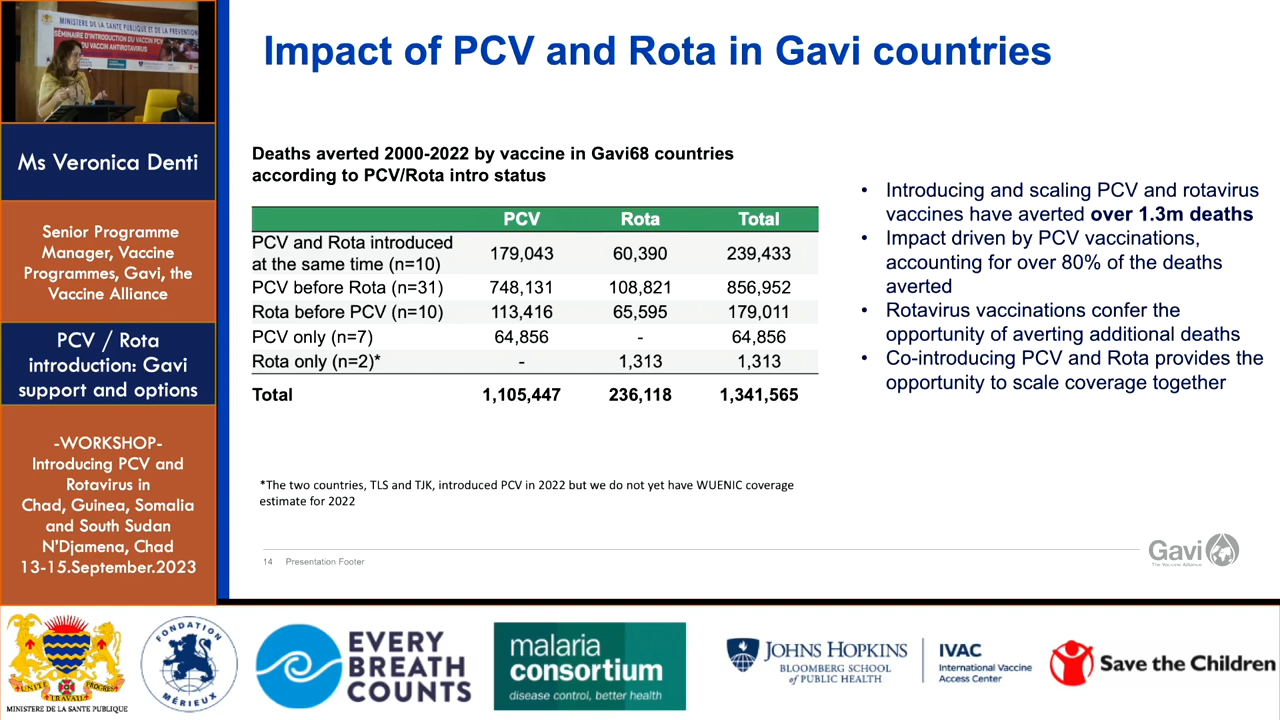 MINISTERE DE LA SANTE PUBLIQUE ET DE LA PREVENTION
SÉMINAIRE D'INTRODUCTION DU VACCIN PCV
DU VACCIN ANTIROTAVIRUS
Ms Veronica Denti
Senior Programme
Manager, Vaccine
Programmes, Gavi, the
Vaccine Alliance
PCV / Rota
introduction: Gavi
support and options
-WORKSHOP-
Introducing PCV and
Rotavirus in
Chad, Guinea, Somalia
and South Sudan
N'Djamena, Chad
13-15.September.2023
Impact of PCV and Rota in Gavi countries
Deaths averted 2000-2022 by vaccine in Gavi68 countries
according to PCV/Rota intro status
PCV Rota Total
PCV and Rota introduced
at the same time (n=10) 179,043 60,390 239,433
PCV before Rota (n=31) 748,131 108,821 856,952
Rota before PCV (n=10) 113,416 65,595 179,011
PCV only (n=7) 64,856 - 64,856
Rota only (n=2)* - 1,313 1,313
Total 1,105,447 236,118 1,341,565
*The two countries, TLS and TJK, introduced PCV in 2022 but we do not yet have WUENIC coverage
estimate for 2022
• Introducing and scaling PCV and rotavirus
vaccines have averted over 1.3m deaths
• Impact driven by PCV vaccinations,
accounting for over 80% of the deaths
averted
• Rotavirus vaccinations confer the
opportunity of averting additional deaths
• Co-introducing PCV and Rota provides the
opportunity to scale coverage together
14 Presentation Footer
Gavi
The Vaccine Alliance
UNITE TRAVAIL PROGRES
MINISTERE DE LA SANTE PUBLIQUE
FONDATION
MÉRIEUX
EVERY
BREATH
COUNTS
malaria
consortium
disease control, better health
JOHNS HOPKINS
BLOOMBERG SCHOOL
of PUBLIC HEALTH
IVAC
International Vaccine
Access Center
Save the Children